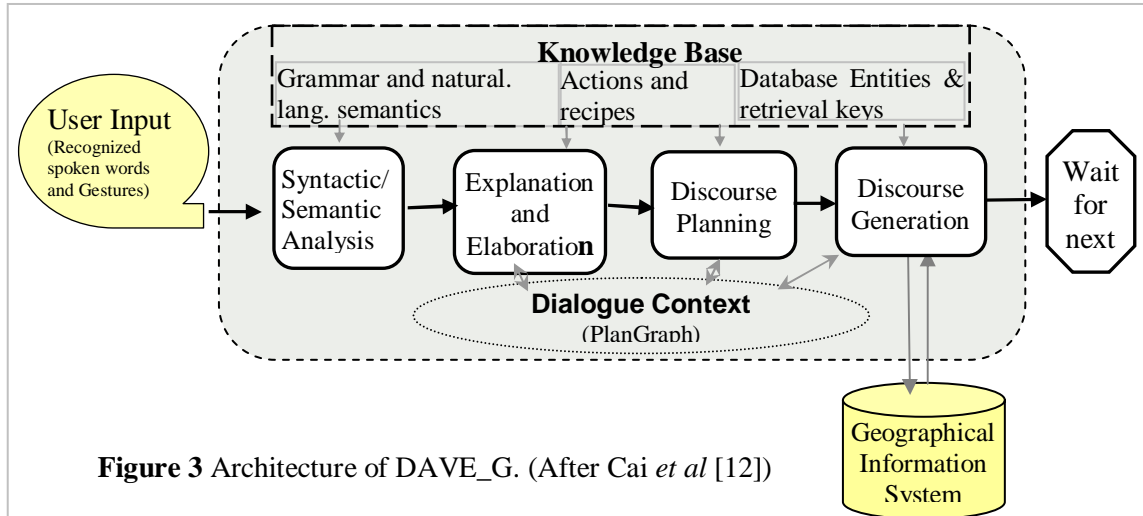 Knowledge Base
Grammar and natural.
lang. semantics
Actions and
recipes
Database Entities &
retrieval keys
User Input
(Recognized
spoken words
and Gestures)
Syntactic/
Semantic
Analysis
Explanation
and
Elaboration
Discourse
Planning
Discourse
Generation
Wait
for
next
Dialogue Context
(PlanGraph)
Geographical
Information
System
Figure 3 Architecture of DAVE_G. (After Cai et al [12])